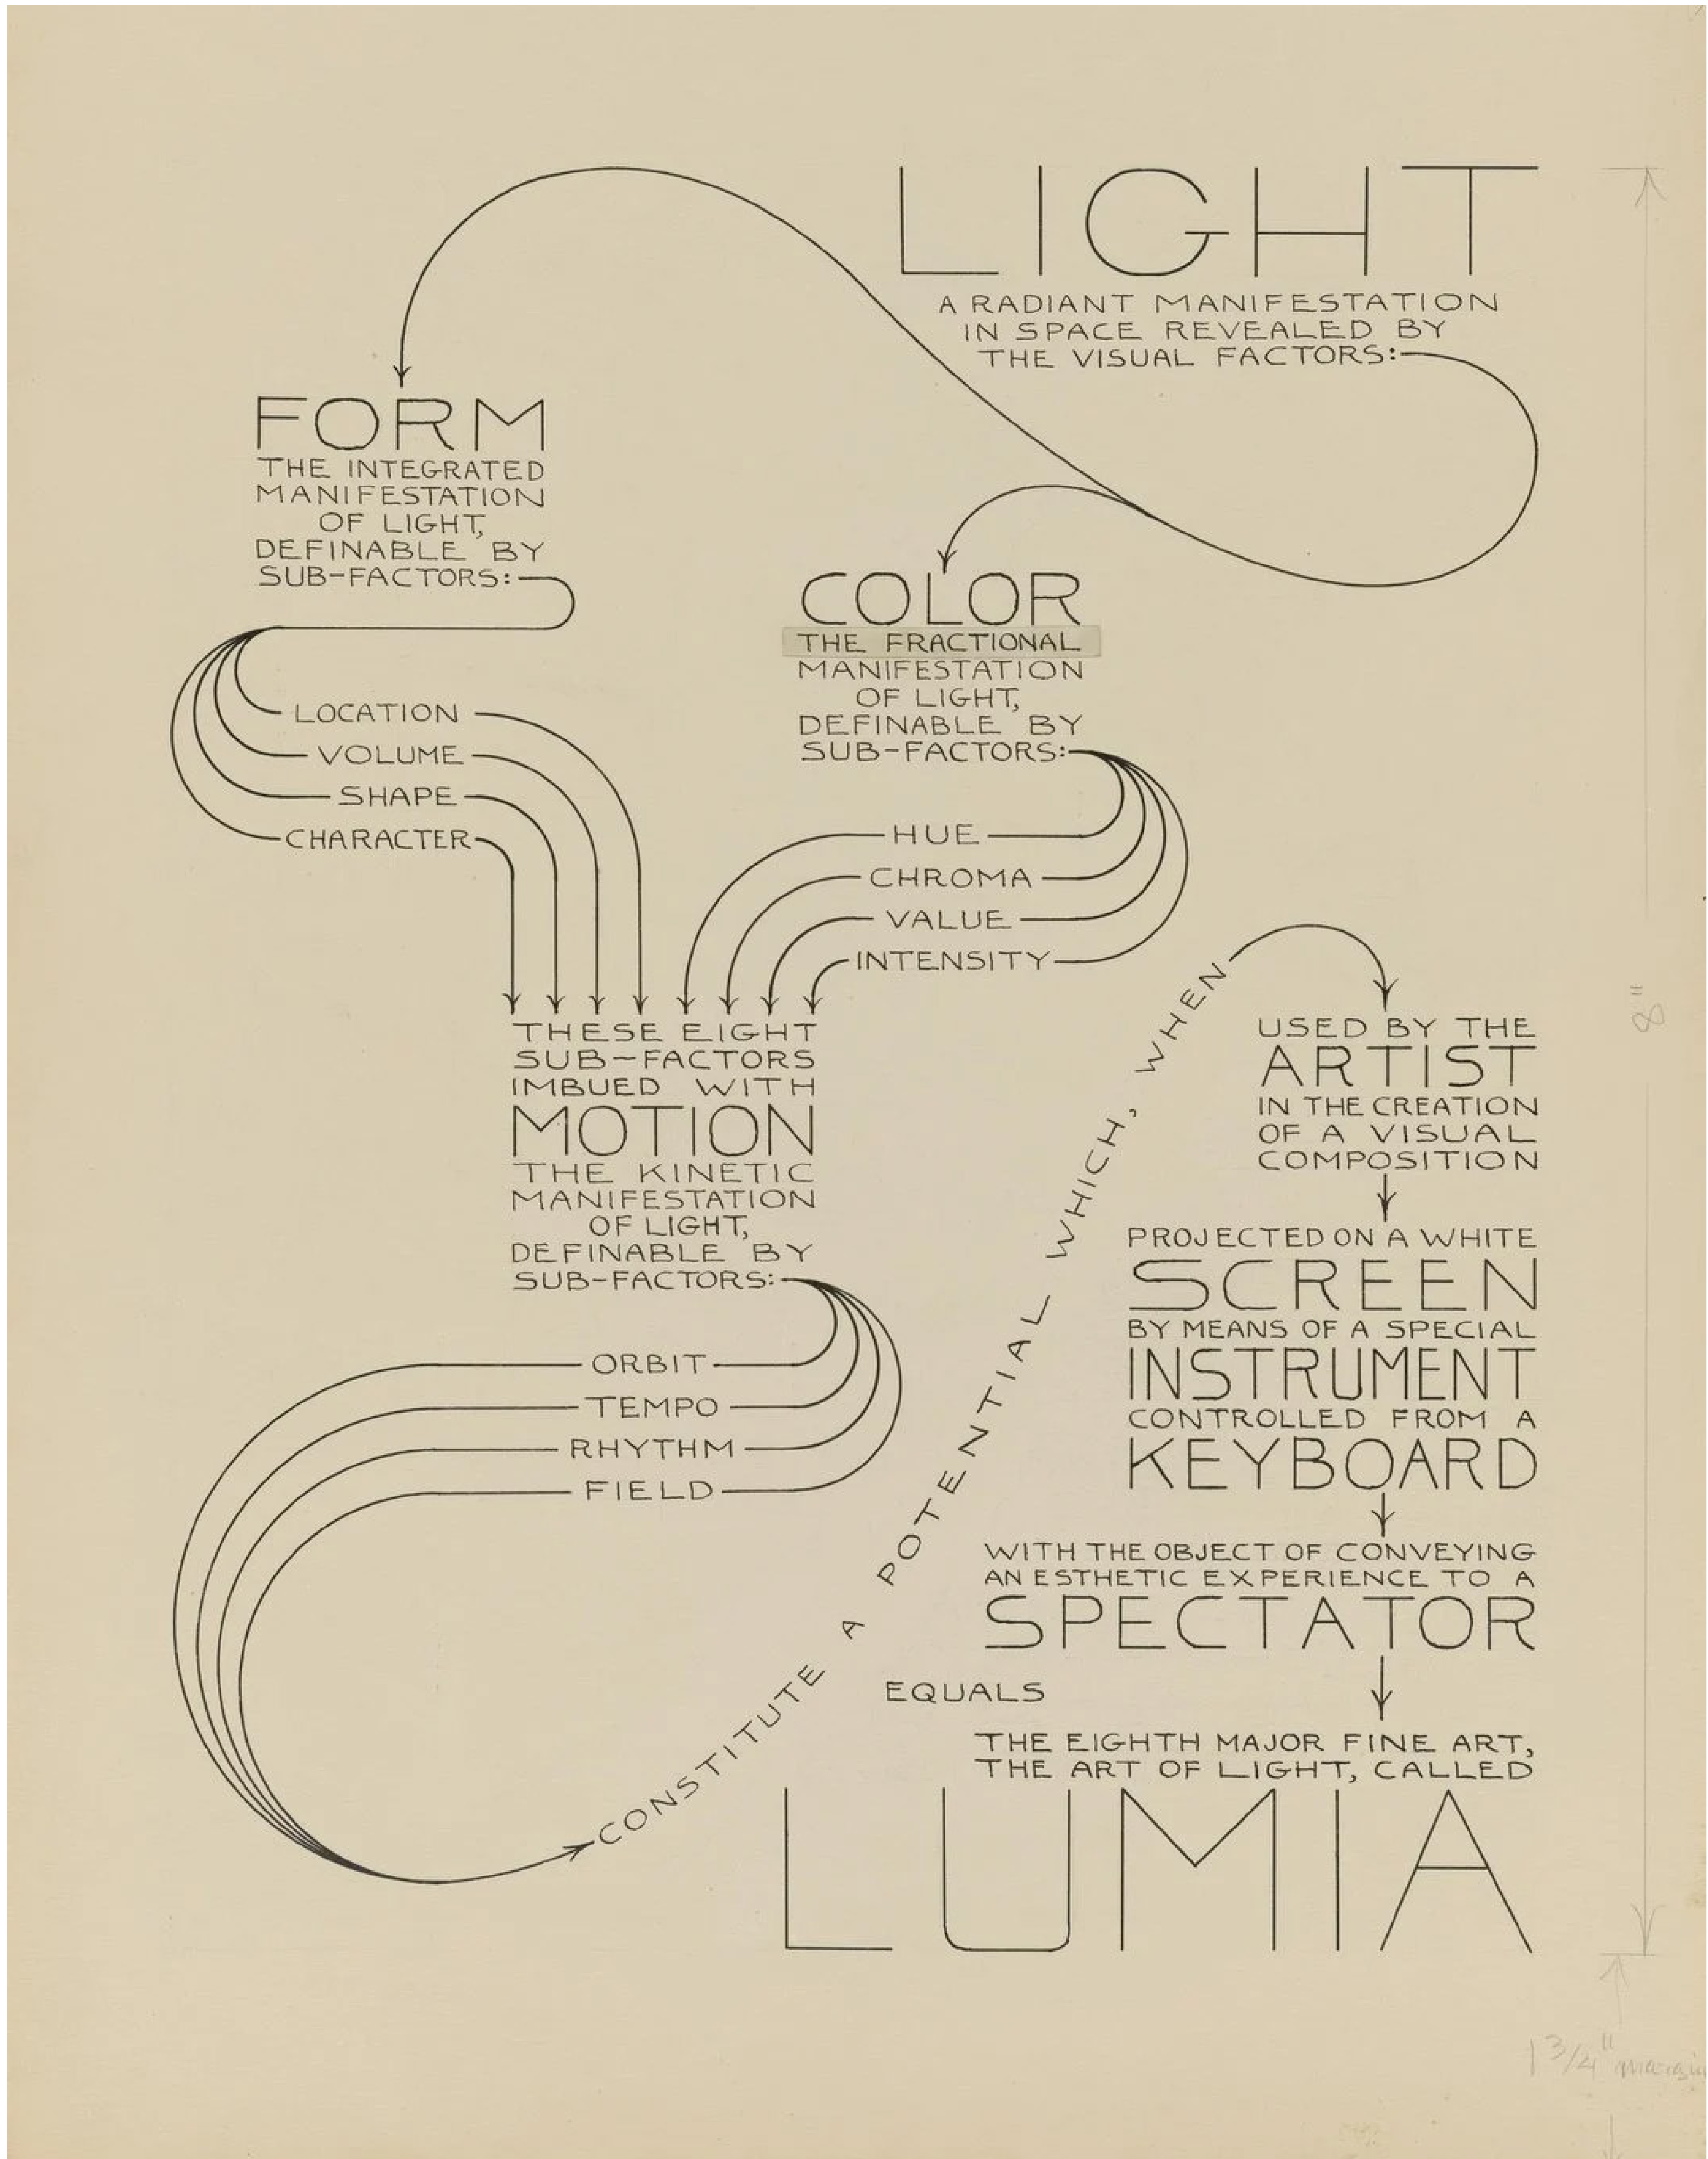 LIGHT
A RADIANT MANIFESTATION
IN SPACE REVEALED BY
THE VISUAL FACTORS:
FORM
THE INTEGRATED
MANIFESTATION
OF LIGHT,
DEFINABLE BY
SUB-FACTORS:
LOCATION
VOLUME
SHAPE
CHARACTER
COLOR
THE FRACTIONAL
MANIFESTATION
OF LIGHT,
DEFINABLE BY
SUB-FACTORS:
HUE
CHROMA
VALUE
INTENSITY
THESE EIGHT
SUB-FACTORS
IMBUED WITH
MOTION
THE KINETIC
MANIFESTATION
OF LIGHT,
DEFINABLE BY
SUB-FACTORS:
ORBIT
TEMPO
RHYTHM
FIELD
CONSTITUTE A POTENTIAL WHICH, WHEN
USED BY THE
ARTIST
IN THE CREATION
OF A VISUAL
COMPOSITION
PROJECTED ON A WHITE
SCREEN
BY MEANS OF A SPECIAL
INSTRUMENT
CONTROLLED FROM A
KEYBOARD
WITH THE OBJECT OF CONVEYING
AN ESTHETIC EXPERIENCE TO A
SPECTATOR
EQUALS
THE EIGHTH MAJOR FINE ART,
THE ART OF LIGHT, CALLED
LUMIA
8"
1 3/4" margin